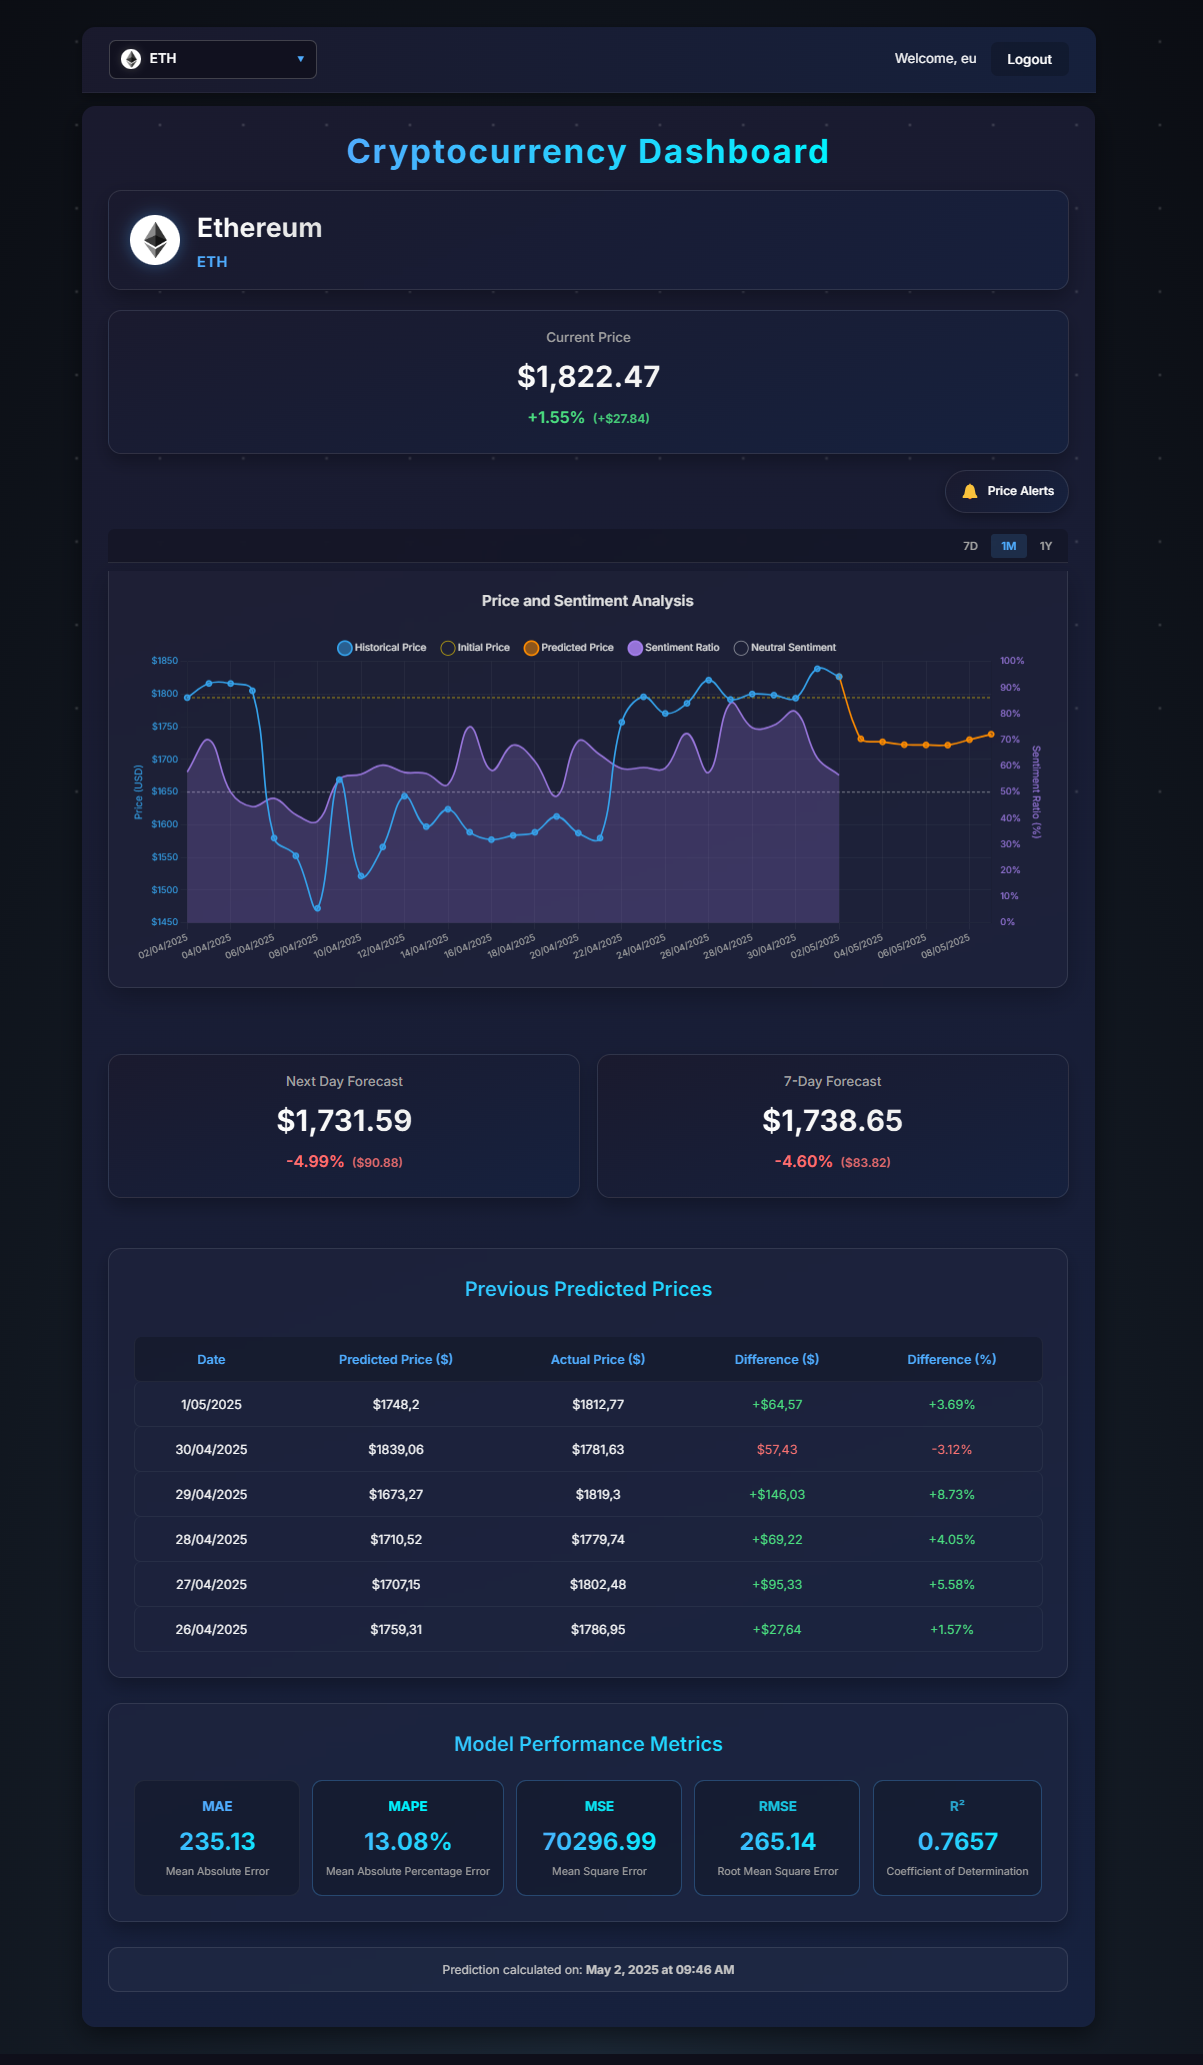 ETH ▼
Welcome, eu
Logout
Cryptocurrency Dashboard
Ethereum
ETH
Current Price
$1,822.47
+1.55% (+$27.84)
Price Alerts
7D 1M 1Y
Price and Sentiment Analysis
Historical Price Initial Price Predicted Price Sentiment Ratio Neutral Sentiment
Price (USD)
$1850
$1800
$1750
$1700
$1650
$1600
$1550
$1500
$1450
100%
90%
80%
70%
60%
50%
40%
30%
20%
10%
0%
Sentiment Ratio (%)
02/04/2025 04/04/2025 06/04/2025 08/04/2025 10/04/2025 12/04/2025 14/04/2025 16/04/2025 18/04/2025 20/04/2025 22/04/2025 24/04/2025 26/04/2025 28/04/2025 30/04/2025 02/05/2025 04/05/2025 06/05/2025 08/05/2025
Next Day Forecast
$1,731.59
-4.99% ($90.88)
7-Day Forecast
$1,738.65
-4.60% ($83.82)
Previous Predicted Prices
Date Predicted Price ($) Actual Price ($) Difference ($) Difference (%)
1/05/2025 $1748,2 $1812,77 +$64,57 +3.69%
30/04/2025 $1839,06 $1781,63 $57,43 -3.12%
29/04/2025 $1673,27 $1819,3 +$146,03 +8.73%
28/04/2025 $1710,52 $1779,74 +$69,22 +4.05%
27/04/2025 $1707,15 $1802,48 +$95,33 +5.58%
26/04/2025 $1759,31 $1786,95 +$27,64 +1.57%
Model Performance Metrics
MAE
235.13
Mean Absolute Error
MAPE
13.08%
Mean Absolute Percentage Error
MSE
70296.99
Mean Square Error
RMSE
265.14
Root Mean Square Error
R²
0.7657
Coefficient of Determination
Prediction calculated on: May 2, 2025 at 09:46 AM